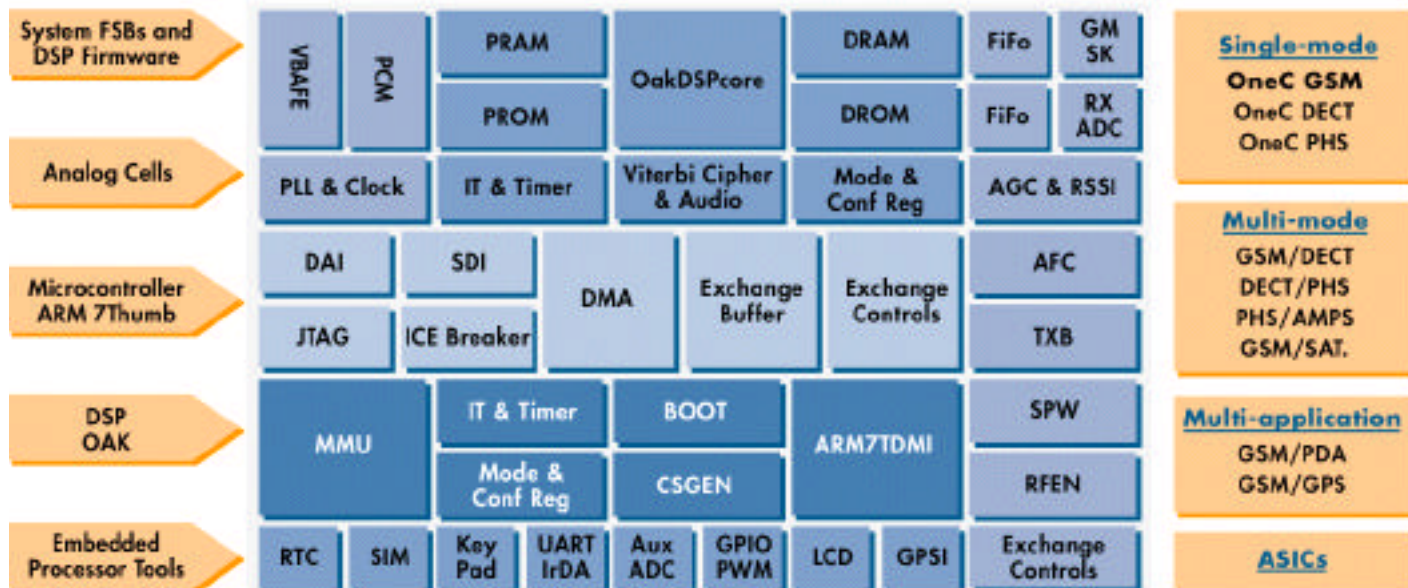 System FSBs and
DSP Firmware
Analog Cells
Microcontroller
ARM 7Thumb
DSP
OAK
Embedded
Processor Tools
VBAFE
PCM
PRAM
OakDSPcore
DRAM
FiFo
GM
SK
PROM
DROM
FiFo
RX
ADC
PLL & Clock
IT & Timer
Viterbi Cipher
& Audio
Mode &
Conf Reg
AGC & RSSI
DAI
SDI
DMA
Exchange
Buffer
Exchange
Controls
AFC
JTAG
ICE Breaker
TXB
MMU
IT & Timer
BOOT
ARM7TDMI
SPW
Mode &
Conf Reg
CSGEN
RFEN
RTC
SIM
Key
Pad
UART
IrDA
Aux
ADC
GPIO
PWM
LCD
GPSI
Exchange
Controls
Single-mode
OneC GSM
OneC DECT
OneC PHS
Multi-mode
GSM/DECT
DECT/PHS
PHS/AMPS
GSM/SAT.
Multi-application
GSM/PDA
GSM/GPS
ASICs